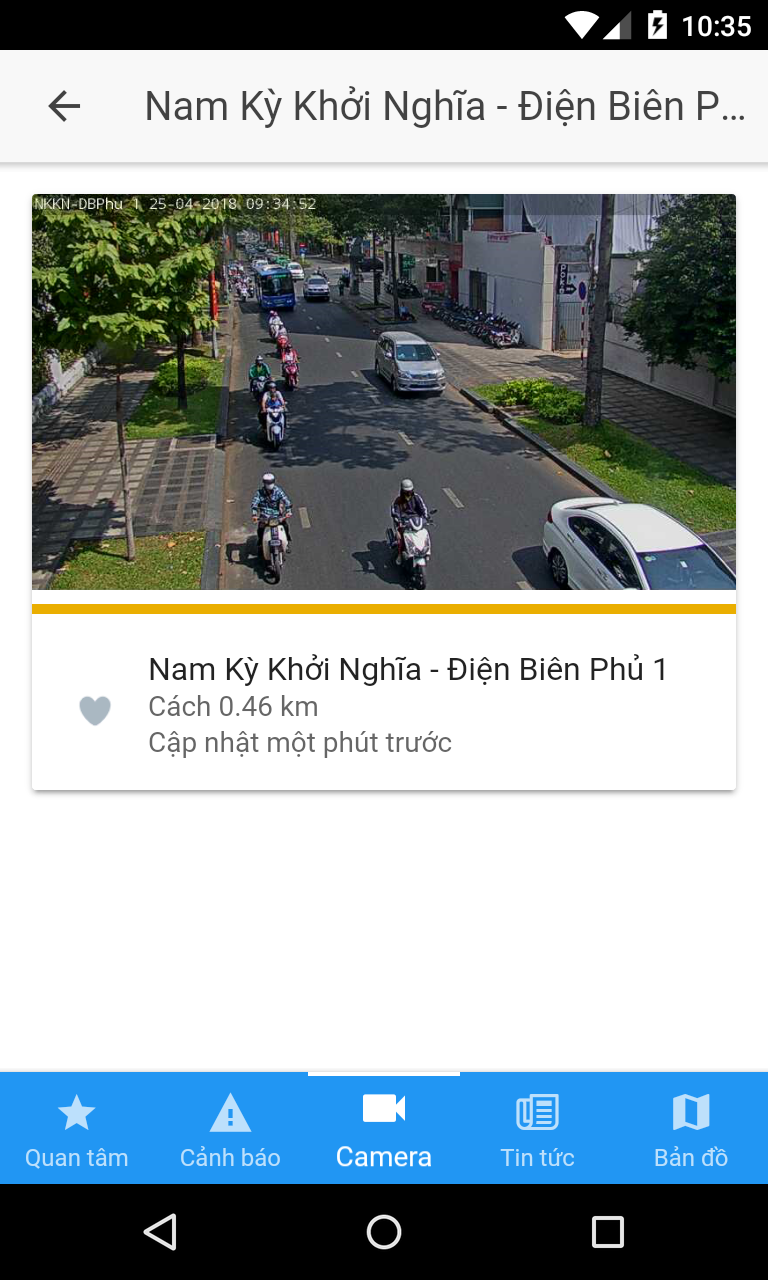 10:35
Nam Kỳ Khởi Nghĩa - Điện Biên P...
NKKN-DBPhu 1 25-04-2018 09:34:52
Nam Kỳ Khởi Nghĩa - Điện Biên Phủ 1
Cách 0.46 km
Cập nhật một phút trước
Quan tâm
Cảnh báo
Camera
Tin tức
Bản đồ